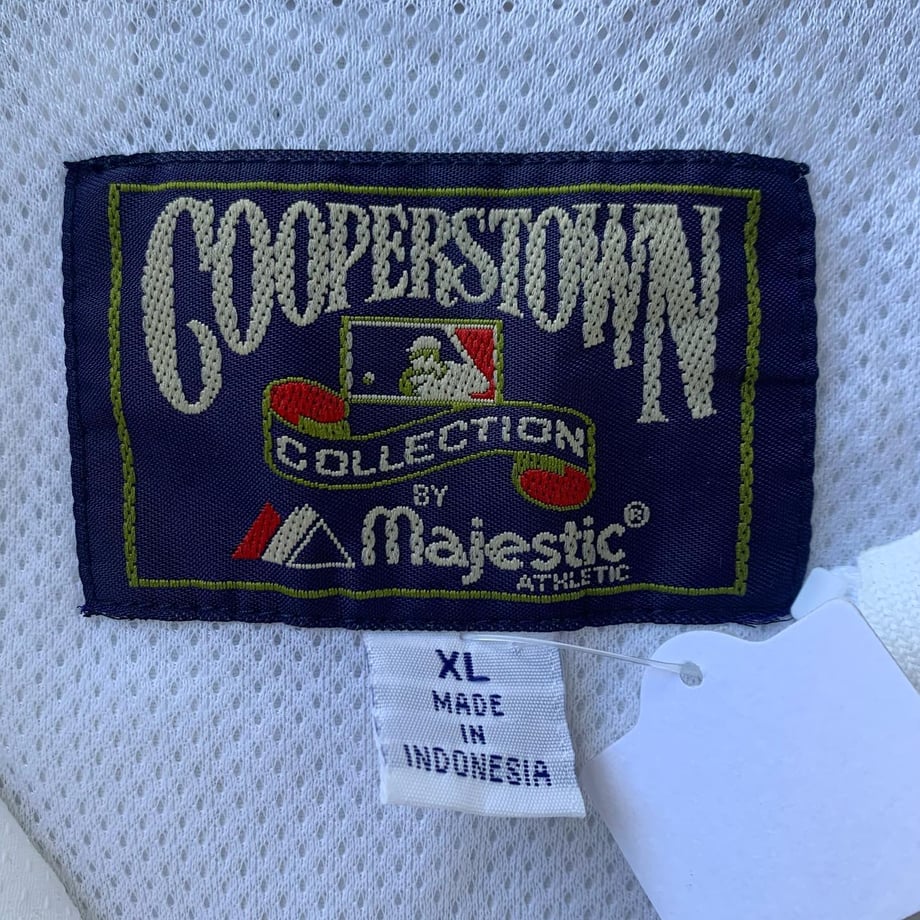 COOPERSTOWN
COLLECTION
BY
Majestic®
ATHLETIC
XL
MADE
IN
INDONESIA